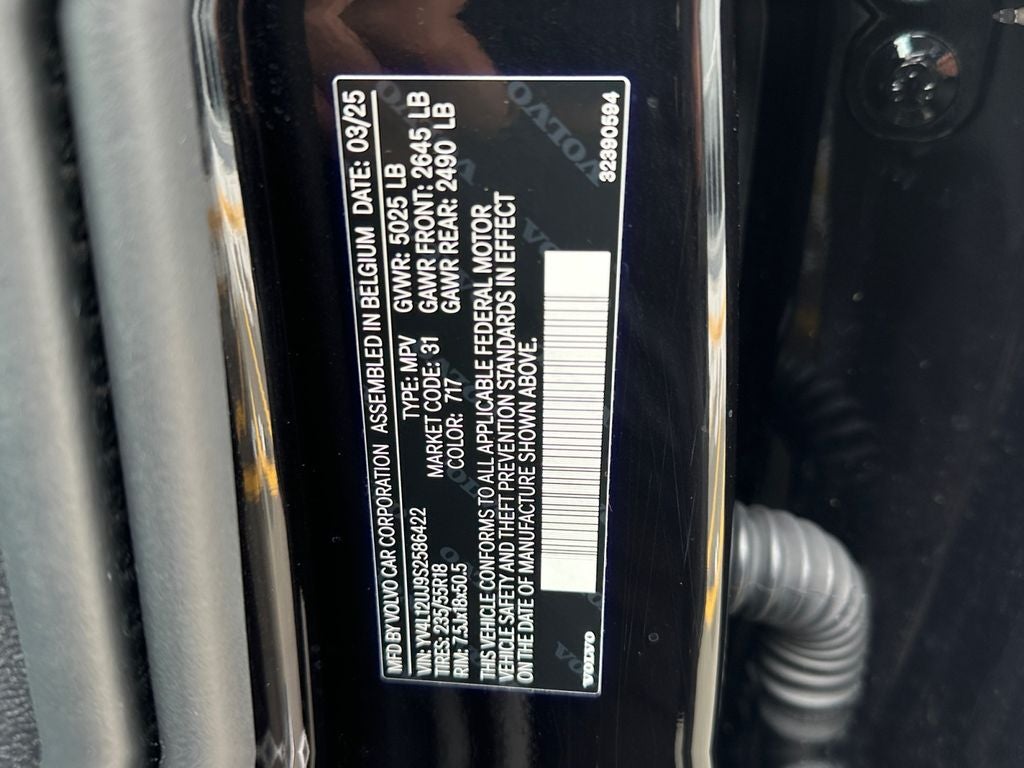 MFD BY VOLVO CAR CORPORATION ASSEMBLED IN BELGIUM DATE: 03/25
VIN: YV4L12UJ9S2586422 TYPE: MPV GVWR: 5025 LB
TIRES: 235/55R18 MARKET CODE: 31 GAWR FRONT: 2645 LB
RIM: 7.5Jx18x50.5 COLOR: 717 GAWR REAR: 2490 LB
THIS VEHICLE CONFORMS TO ALL APPLICABLE FEDERAL MOTOR
VEHICLE SAFETY AND THEFT PREVENTION STANDARDS IN EFFECT
ON THE DATE OF MANUFACTURE SHOWN ABOVE.
VOLVO 32390684